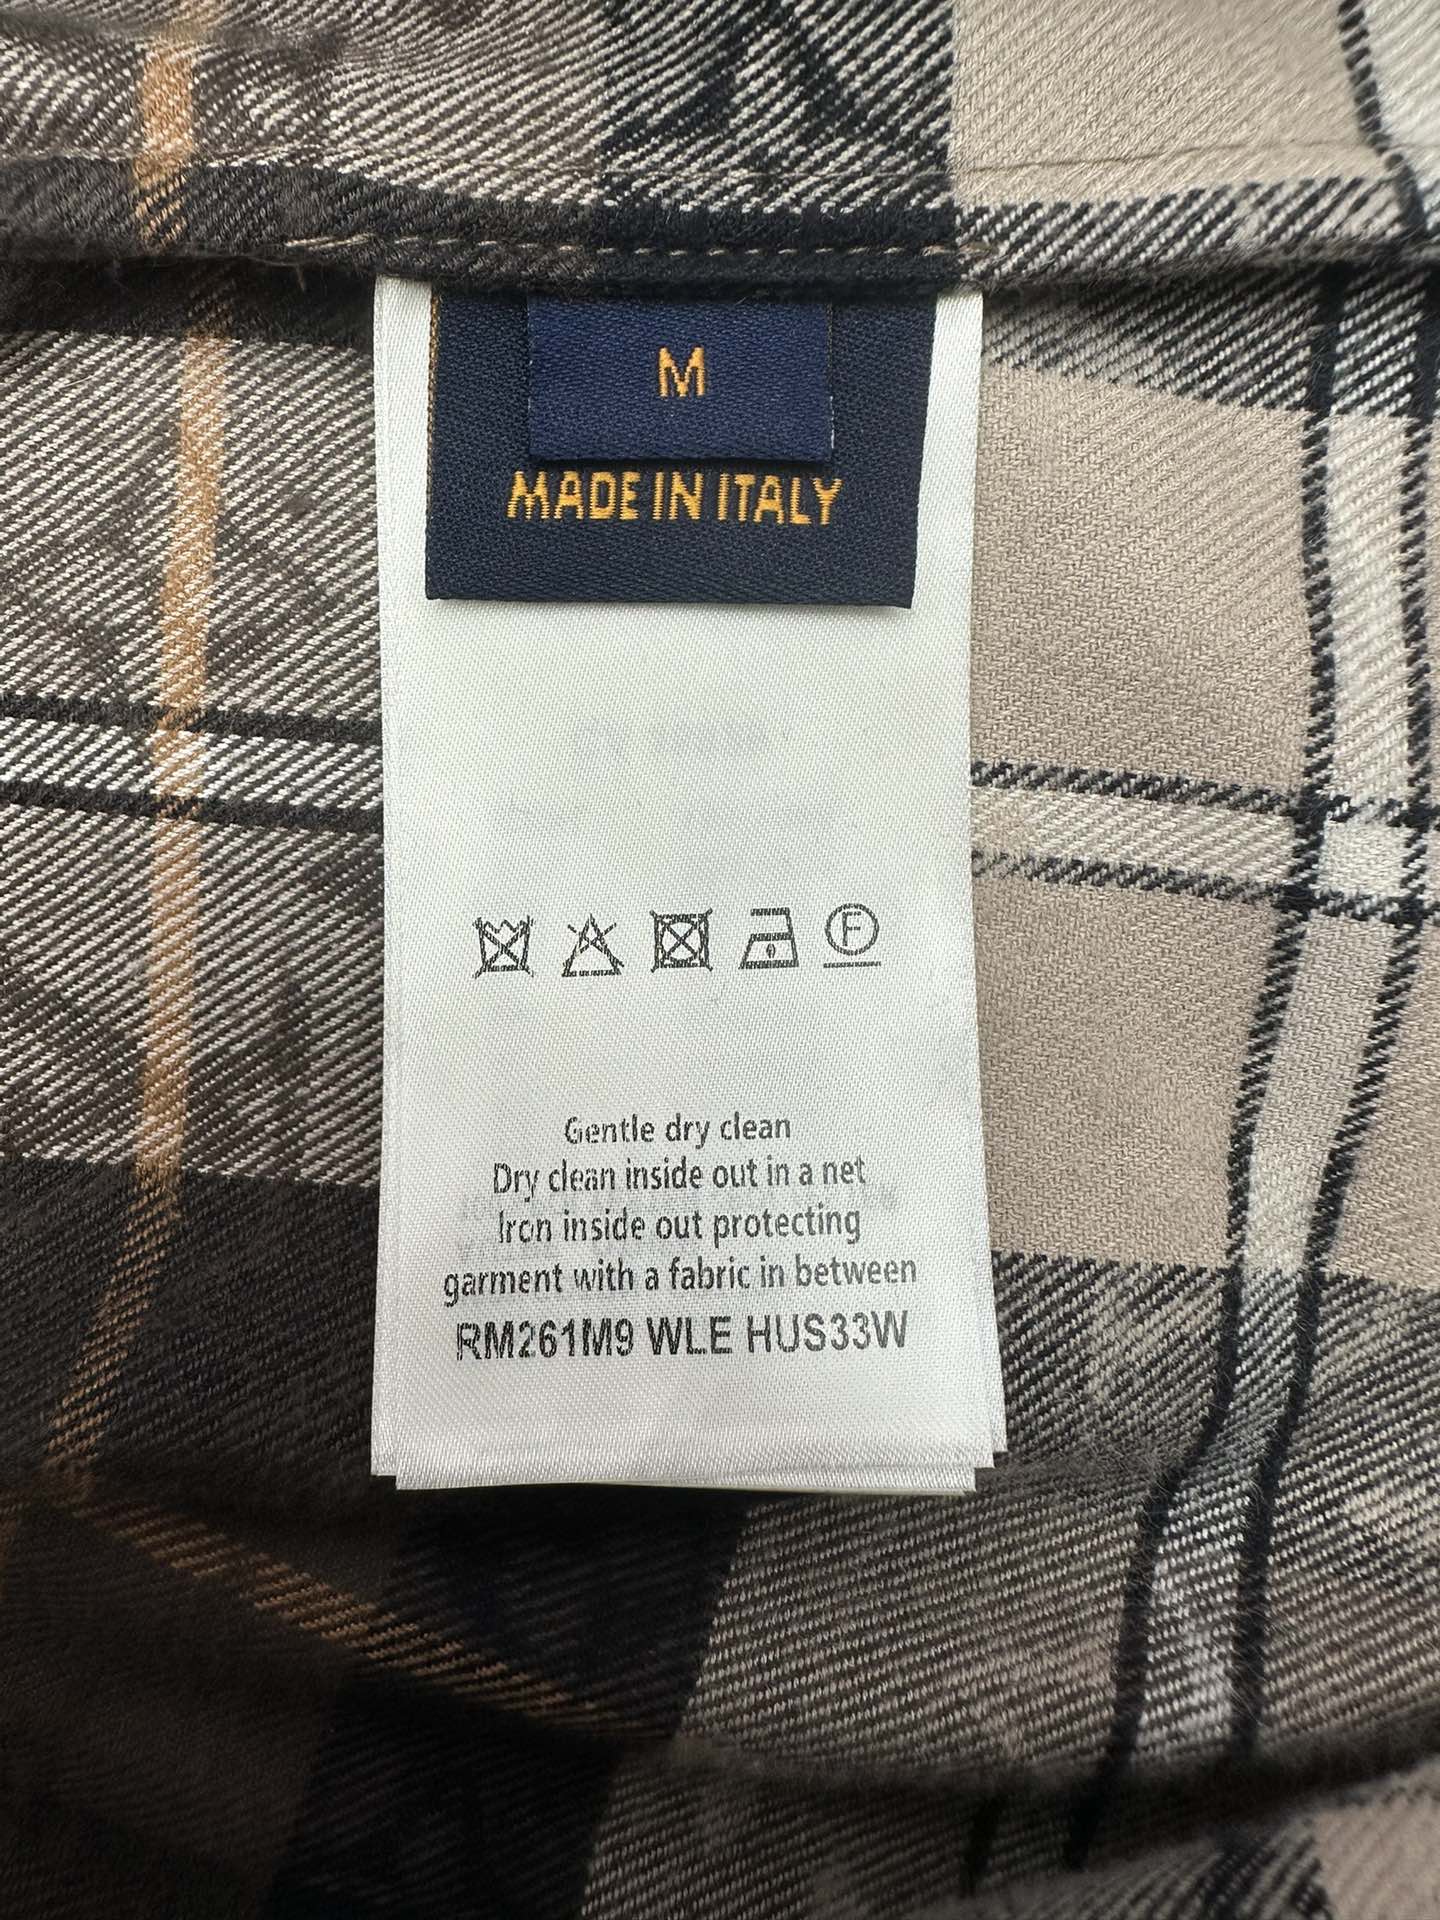 M
MADE IN ITALY
F
Gentle dry clean
Dry clean inside out in a net
Iron inside out protecting
garment with a fabric in between
RM261M9 WLE HUS33W